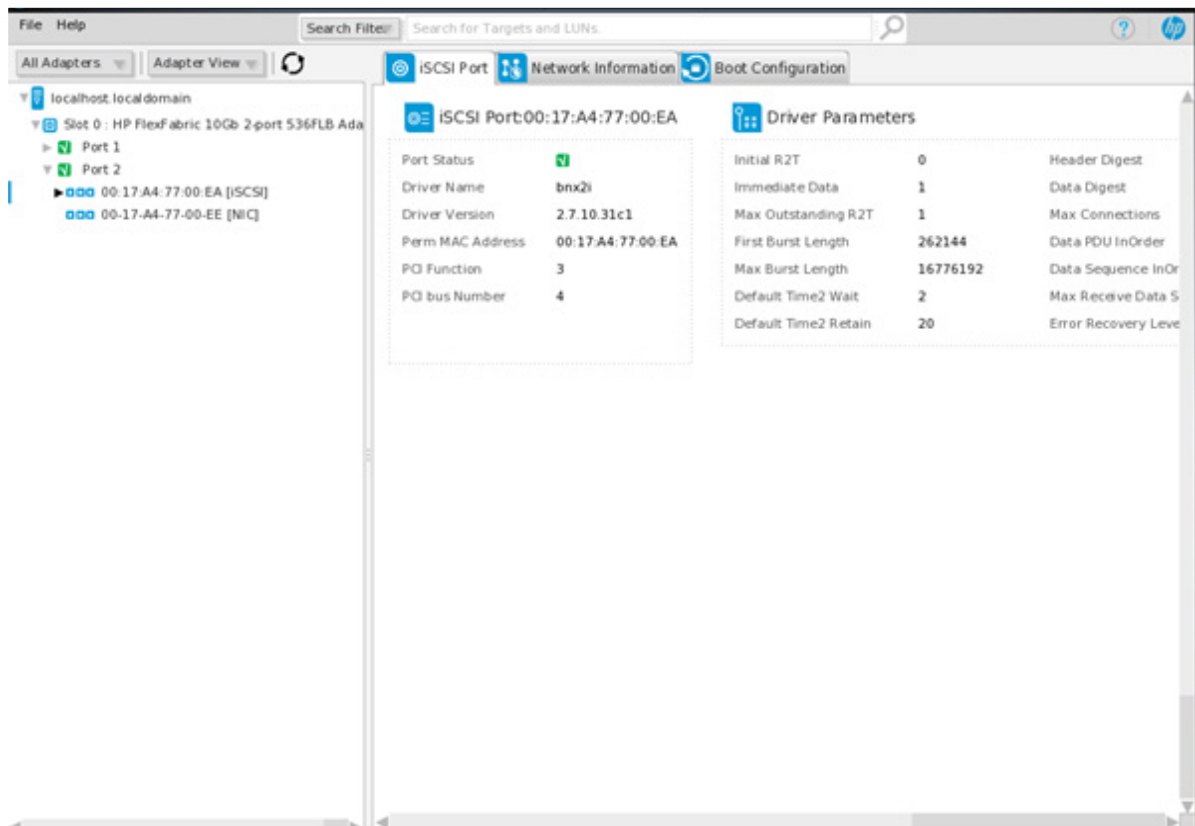 File Help Search Filter Search for Targets and LUNs. ? hp
All Adapters Adapter View
iSCSI Port Network Information Boot Configuration
localhost.localdomain
Slot 0 : HP FlexFabric 10Gb 2-port 536FLB Ada
Port 1
Port 2
00:17:A4:77:00:EA [iSCSI]
00-17-A4-77-00-EE [NIC]
iSCSI Port:00:17:A4:77:00:EA
Port Status
Driver Name bnx2i
Driver Version 2.7.10.31c1
Perm MAC Address 00:17:A4:77:00:EA
PCI Function 3
PCI bus Number 4
Driver Parameters
Initial R2T 0 Header Digest
Immediate Data 1 Data Digest
Max Outstanding R2T 1 Max Connections
First Burst Length 262144 Data PDU InOrder
Max Burst Length 16776192 Data Sequence InOr
Default Time2 Wait 2 Max Receive Data S
Default Time2 Retain 20 Error Recovery Leve